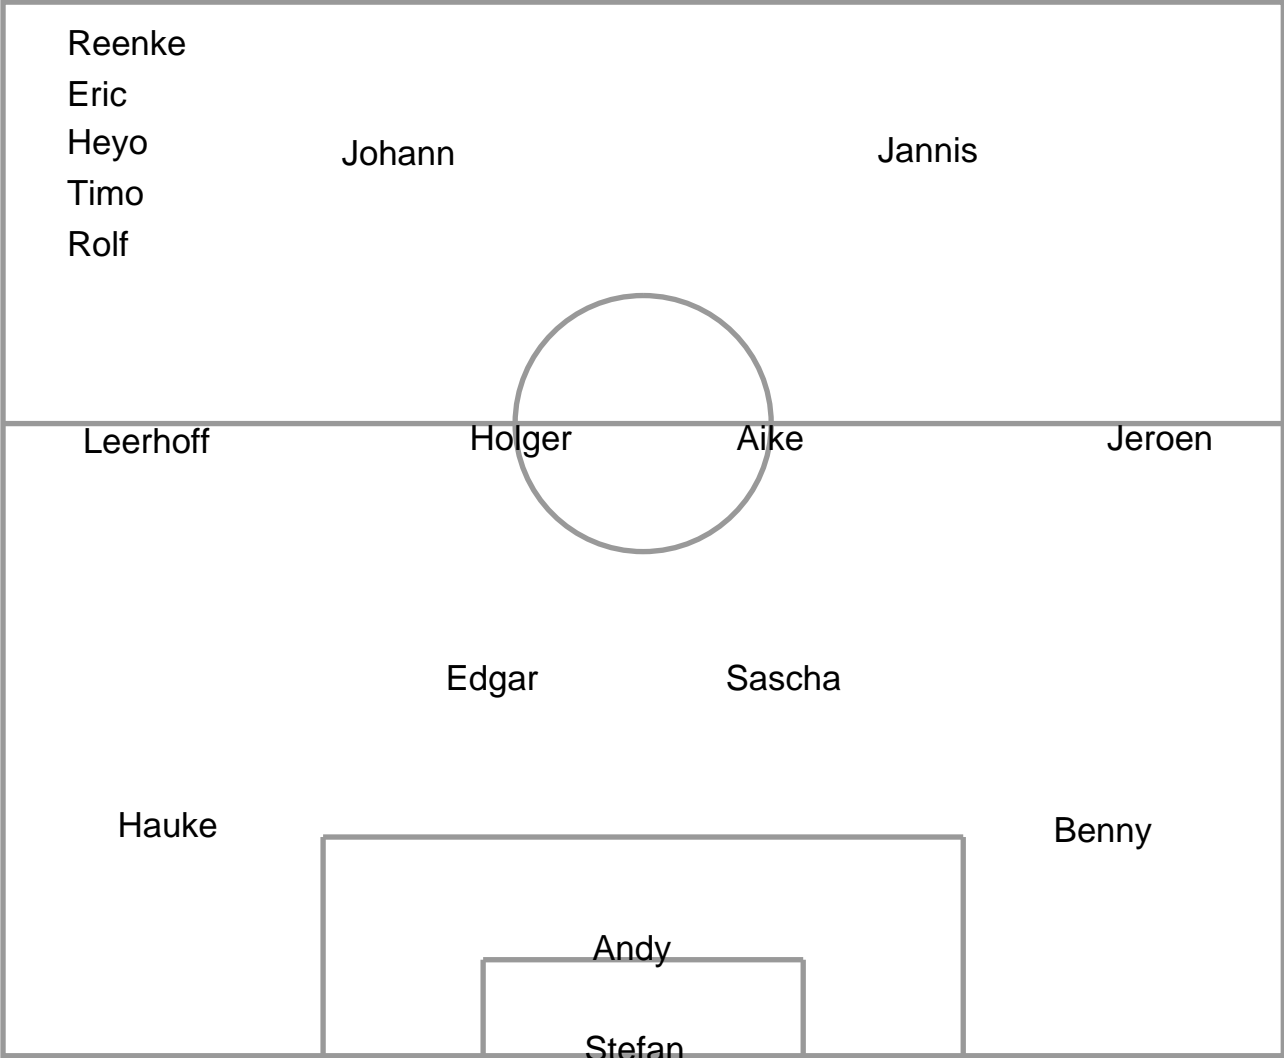 Reenke
Eric
Heyo
Timo
Rolf
Johann
Jannis
Leerhoff
Holger
Aike
Jeroen
Edgar
Sascha
Hauke
Benny
Andy
Stefan